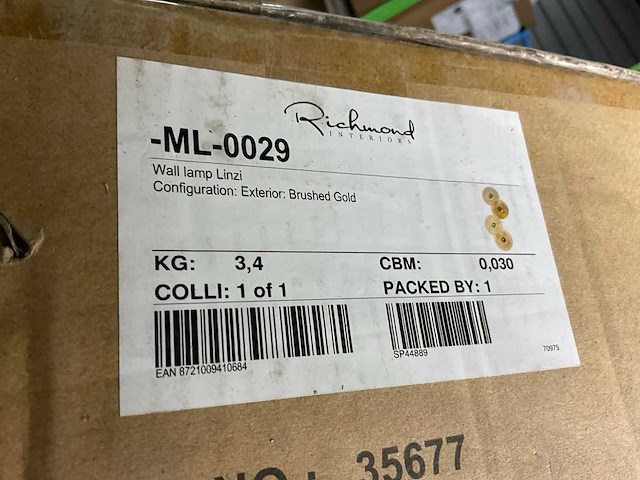 Richmond
INTERIORS
-ML-0029
Wall lamp Linzi
Configuration: Exterior: Brushed Gold
KG: 3,4 CBM: 0,030
COLLI: 1 of 1 PACKED BY: 1
EAN 8721009410684
SP44889
70975
NO.: 35677